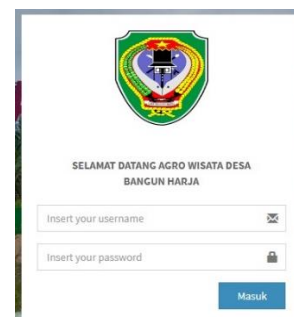 SELAMAT DATANG AGRO WISATA DESA
BANGUN HARJA
Insert your username
Insert your password
Masuk